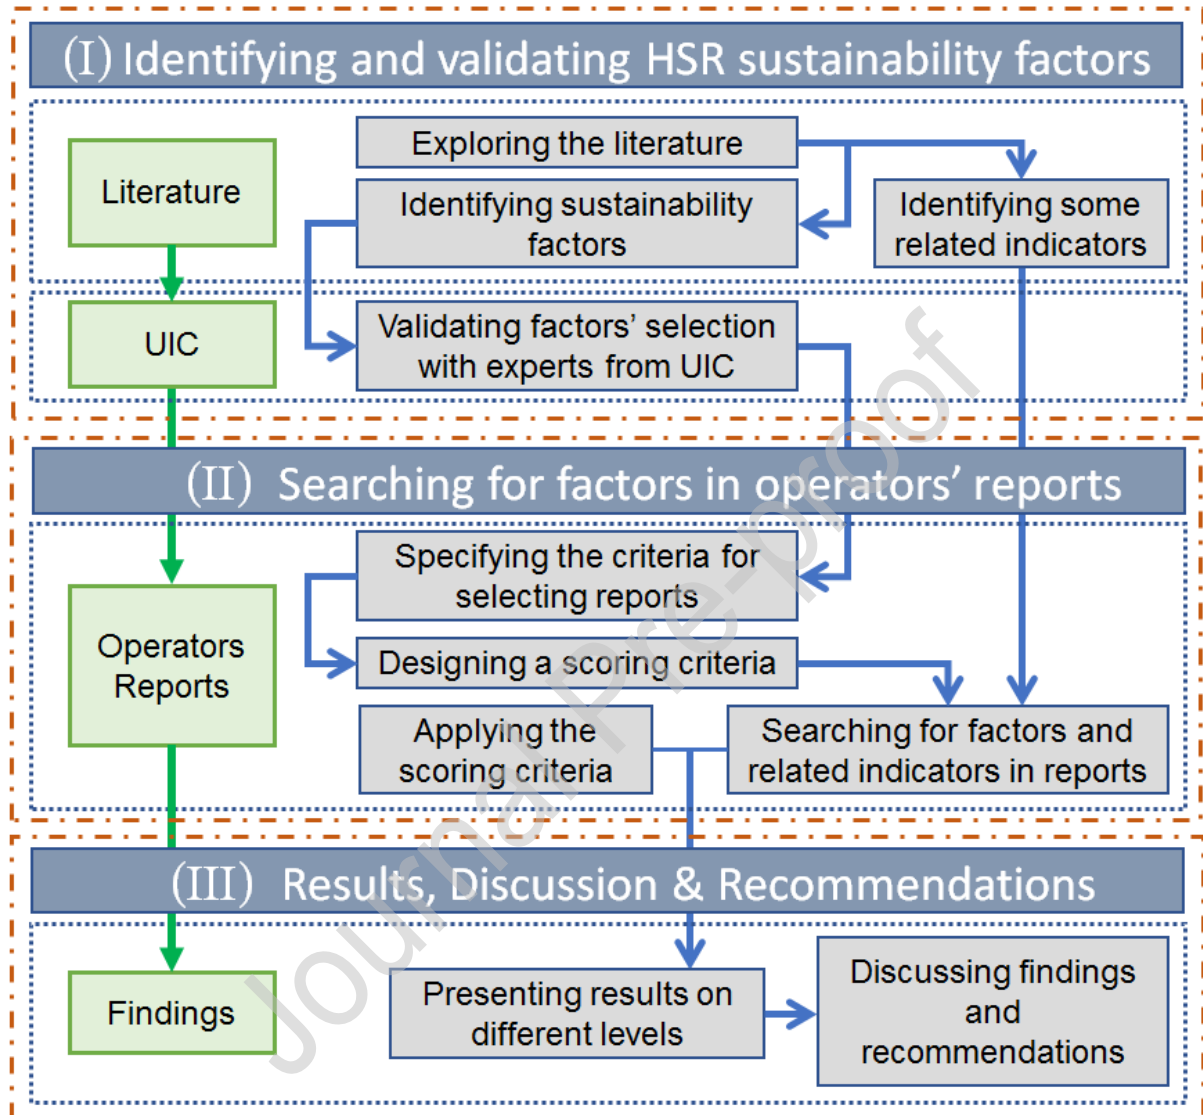 (I) Identifying and validating HSR sustainability factors
Literature
Exploring the literature
Identifying sustainability
factors
Identifying some
related indicators
UIC
Validating factors’ selection
with experts from UIC
(II) Searching for factors in operators’ reports
Operators
Reports
Specifying the criteria for
selecting reports
Designing a scoring criteria
Applying the
scoring criteria
Searching for factors and
related indicators in reports
(III) Results, Discussion & Recommendations
Findings
Presenting results on
different levels
Discussing findings
and
recommendations
Journal Pre-proof